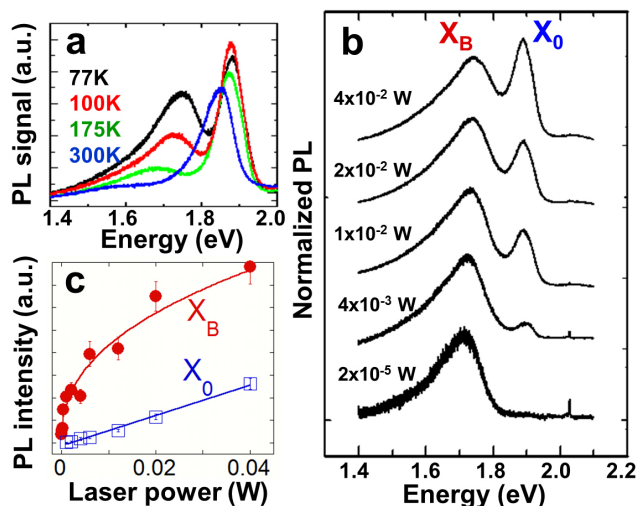 a
77K
100K
175K
300K
PL signal (a.u.)
1.4 1.6 1.8 2.0
Energy (eV)
b
X_B X_0
4x10⁻² W
2x10⁻² W
1x10⁻² W
4x10⁻³ W
2x10⁻⁵ W
Normalized PL
1.4 1.6 1.8 2.0 2.2
Energy (eV)
c
X_B
X_0
PL intensity (a.u.)
0 0.02 0.04
Laser power (W)